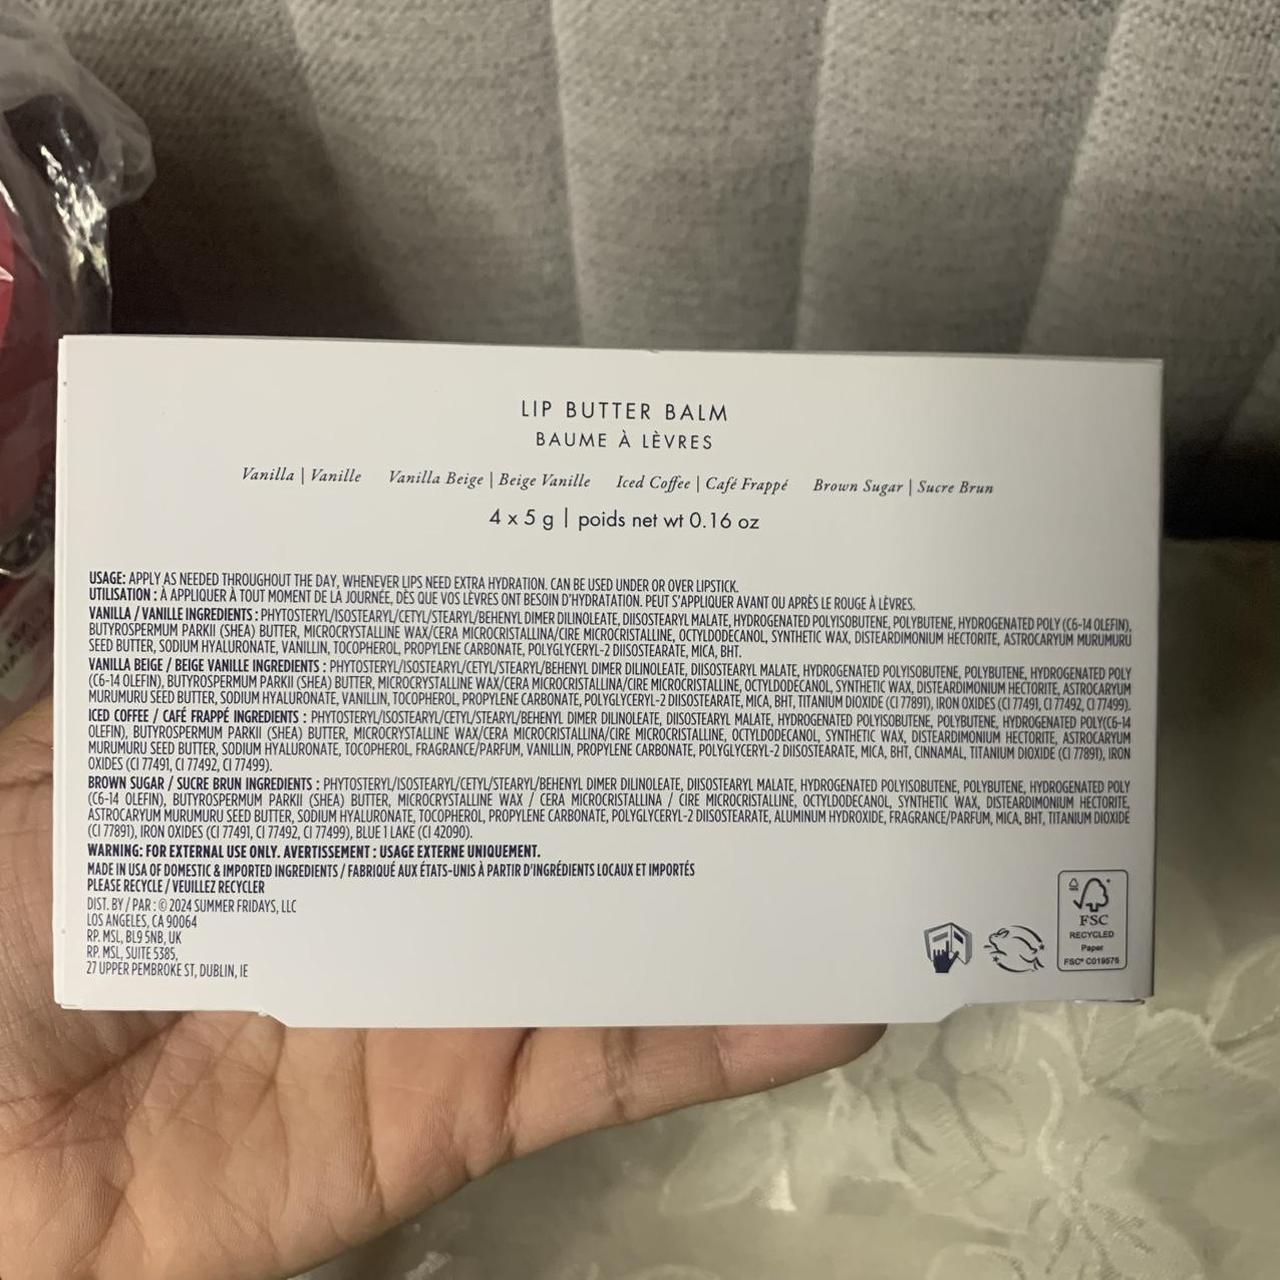 LIP BUTTER BALM
BAUME À LÈVRES
Vanilla | Vanille Vanilla Beige | Beige Vanille Iced Coffee | Café Frappé Brown Sugar | Sucre Brun
4 x 5 g | poids net wt 0.16 oz
USAGE: APPLY AS NEEDED THROUGHOUT THE DAY, WHENEVER LIPS NEED EXTRA HYDRATION. CAN BE USED UNDER OR OVER LIPSTICK.
UTILISATION : À APPLIQUER À TOUT MOMENT DE LA JOURNÉE, DÈS QUE VOS LÈVRES ONT BESOIN D'HYDRATATION. PEUT S'APPLIQUER AVANT OU APRÈS LE ROUGE À LÈVRES.
VANILLA / VANILLE INGREDIENTS : PHYTOSTERYL/ISOSTEARYL/CETYL/STEARYL/BEHENYL DIMER DILINOLEATE, DIISOSTEARYL MALATE, HYDROGENATED POLYISOBUTENE, POLYBUTENE, HYDROGENATED POLY (C6-14 OLEFIN),
BUTYROSPERMUM PARKII (SHEA) BUTTER, MICROCRYSTALLINE WAX/CERA MICROCRISTALLINA/CIRE MICROCRISTALLINE, OCTYLDODECANOL, SYNTHETIC WAX, DISTEARDIMONIUM HECTORITE, ASTROCARYUM MURUMURU
SEED BUTTER, SODIUM HYALURONATE, VANILLIN, TOCOPHEROL, PROPYLENE CARBONATE, POLYGLYCERYL-2 DIISOSTEARATE, MICA, BHT.
VANILLA BEIGE / BEIGE VANILLE INGREDIENTS : PHYTOSTERYL/ISOSTEARYL/CETYL/STEARYL/BEHENYL DIMER DILINOLEATE, DIISOSTEARYL MALATE, HYDROGENATED POLYISOBUTENE, POLYBUTENE, HYDROGENATED POLY
(C6-14 OLEFIN), BUTYROSPERMUM PARKII (SHEA) BUTTER, MICROCRYSTALLINE WAX/CERA MICROCRISTALLINA/CIRE MICROCRISTALLINE, OCTYLDODECANOL, SYNTHETIC WAX, DISTEARDIMONIUM HECTORITE, ASTROCARYUM
MURUMURU SEED BUTTER, SODIUM HYALURONATE, VANILLIN, TOCOPHEROL, PROPYLENE CARBONATE, POLYGLYCERYL-2 DIISOSTEARATE, MICA, BHT, TITANIUM DIOXIDE (CI 77891), IRON OXIDES (CI 77491, CI 77492, CI 77499).
ICED COFFEE / CAFÉ FRAPPÉ INGREDIENTS : PHYTOSTERYL/ISOSTEARYL/CETYL/STEARYL/BEHENYL DIMER DILINOLEATE, DIISOSTEARYL MALATE, HYDROGENATED POLYISOBUTENE, POLYBUTENE, HYDROGENATED POLY(C6-14
OLEFIN), BUTYROSPERMUM PARKII (SHEA) BUTTER, MICROCRYSTALLINE WAX/CERA MICROCRISTALLINA/CIRE MICROCRISTALLINE, OCTYLDODECANOL, SYNTHETIC WAX, DISTEARDIMONIUM HECTORITE, ASTROCARYUM
MURUMURU SEED BUTTER, SODIUM HYALURONATE, TOCOPHEROL, FRAGRANCE/PARFUM, VANILLIN, PROPYLENE CARBONATE, POLYGLYCERYL-2 DIISOSTEARATE, MICA, BHT, CINNAMAL, TITANIUM DIOXIDE (CI 77891), IRON
OXIDES (CI 77491, CI 77492, CI 77499).
BROWN SUGAR / SUCRE BRUN INGREDIENTS : PHYTOSTERYL/ISOSTEARYL/CETYL/STEARYL/BEHENYL DIMER DILINOLEATE, DIISOSTEARYL MALATE, HYDROGENATED POLYISOBUTENE, POLYBUTENE, HYDROGENATED POLY
(C6-14 OLEFIN), BUTYROSPERMUM PARKII (SHEA) BUTTER, MICROCRYSTALLINE WAX / CERA MICROCRISTALLINA / CIRE MICROCRISTALLINE, OCTYLDODECANOL, SYNTHETIC WAX, DISTEARDIMONIUM HECTORITE,
ASTROCARYUM MURUMURU SEED BUTTER, SODIUM HYALURONATE, TOCOPHEROL, PROPYLENE CARBONATE, POLYGLYCERYL-2 DIISOSTEARATE, ALUMINUM HYDROXIDE, FRAGRANCE/PARFUM, MICA, BHT, TITANIUM DIOXIDE
(CI 77891), IRON OXIDES (CI 77491, CI 77492, CI 77499), BLUE 1 LAKE (CI 42090).
WARNING: FOR EXTERNAL USE ONLY. AVERTISSEMENT : USAGE EXTERNE UNIQUEMENT.
MADE IN USA OF DOMESTIC & IMPORTED INGREDIENTS / FABRIQUÉ AUX ÉTATS-UNIS À PARTIR D'INGRÉDIENTS LOCAUX ET IMPORTÉS
PLEASE RECYCLE / VEUILLEZ RECYCLER
DIST. BY / PAR : © 2024 SUMMER FRIDAYS, LLC
LOS ANGELES, CA 90064
RP. MSL, BL9 5NB, UK
RP. MSL, SUITE 5385,
27 UPPER PEMBROKE ST, DUBLIN, IE
FSC
RECYCLED
Paper
FSC® C019575